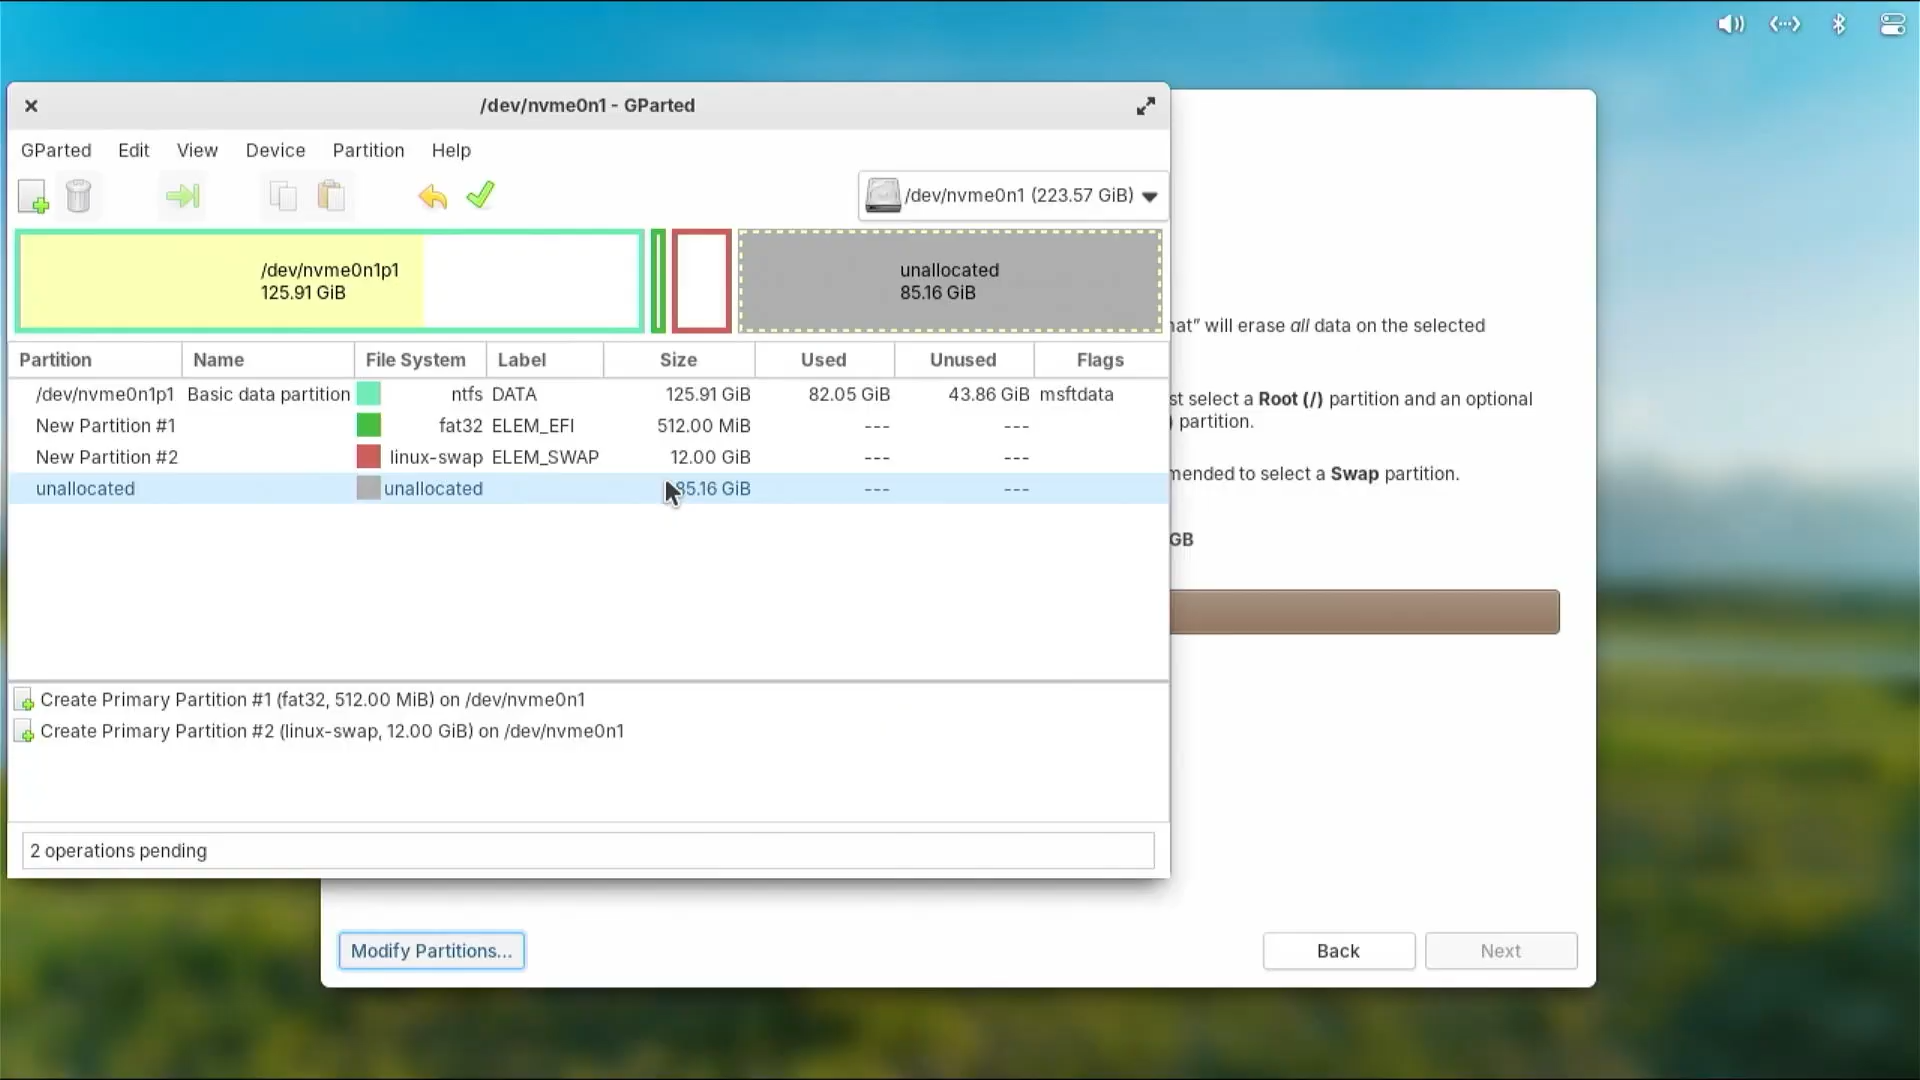 /dev/nvme0n1 - GParted
GParted Edit View Device Partition Help
/dev/nvme0n1 (223.57 GiB)
/dev/nvme0n1p1
125.91 GiB
unallocated
85.16 GiB
Partition Name File System Label Size Used Unused Flags
/dev/nvme0n1p1 Basic data partition ntfs DATA 125.91 GiB 82.05 GiB 43.86 GiB msftdata
New Partition #1 fat32 ELEM_EFI 512.00 MiB --- ---
New Partition #2 linux-swap ELEM_SWAP 12.00 GiB --- ---
unallocated unallocated 85.16 GiB --- ---
Create Primary Partition #1 (fat32, 512.00 MiB) on /dev/nvme0n1
Create Primary Partition #2 (linux-swap, 12.00 GiB) on /dev/nvme0n1
2 operations pending
will erase all data on the selected
select a Root (/) partition and an optional
partition.
to select a Swap partition.
GB
Modify Partitions... Back Next